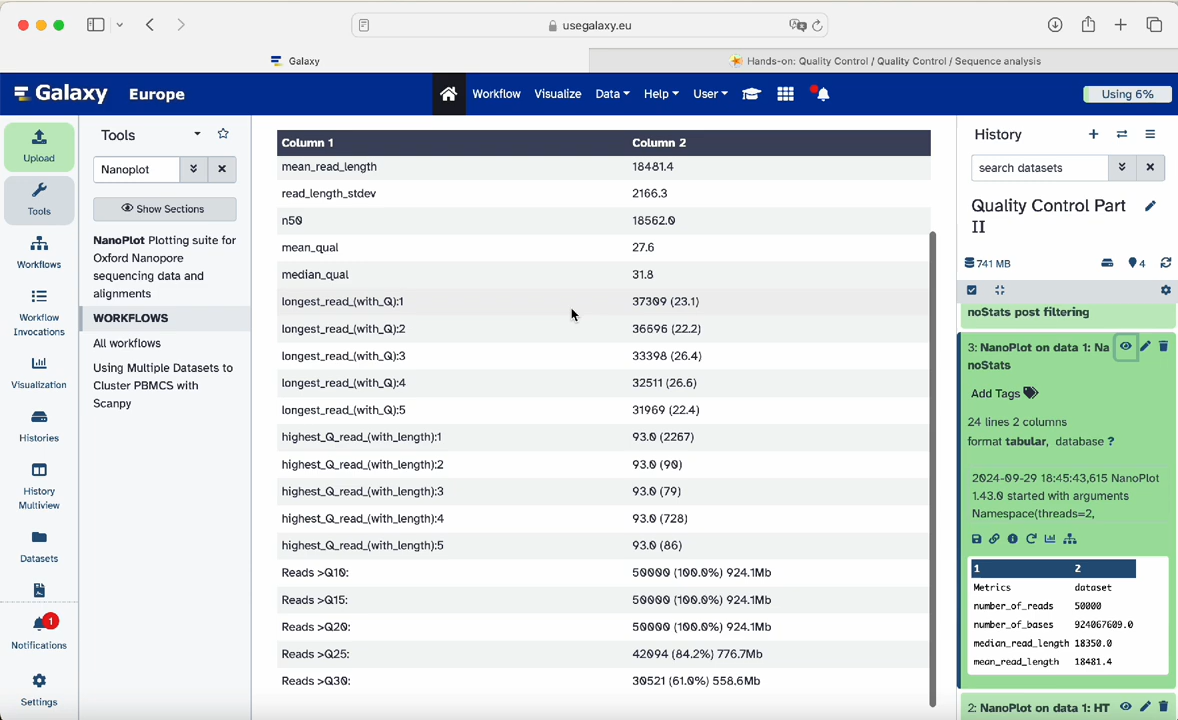 usegalaxy.eu
Galaxy
Hands-on: Quality Control / Quality Control / Sequence analysis
Galaxy Europe
Workflow Visualize Data Help User
Using 6%
Upload
Tools
Workflows
Workflow
Invocations
Visualization
Histories
History
Multiview
Datasets
1
Notifications
Settings
Tools
Nanoplot
Show Sections
NanoPlot Plotting suite for
Oxford Nanopore
sequencing data and
alignments
WORKFLOWS
All workflows
Using Multiple Datasets to
Cluster PBMCS with
Scanpy
Column 1 Column 2
mean_read_length 18481.4
read_length_stdev 2166.3
n50 18562.0
mean_qual 27.6
median_qual 31.8
longest_read_(with_Q):1 37309 (23.1)
longest_read_(with_Q):2 36696 (22.2)
longest_read_(with_Q):3 33398 (26.4)
longest_read_(with_Q):4 32511 (26.6)
longest_read_(with_Q):5 31969 (22.4)
highest_Q_read_(with_length):1 93.0 (2267)
highest_Q_read_(with_length):2 93.0 (90)
highest_Q_read_(with_length):3 93.0 (79)
highest_Q_read_(with_length):4 93.0 (728)
highest_Q_read_(with_length):5 93.0 (86)
Reads >Q10: 50000 (100.0%) 924.1Mb
Reads >Q15: 50000 (100.0%) 924.1Mb
Reads >Q20: 50000 (100.0%) 924.1Mb
Reads >Q25: 42094 (84.2%) 776.7Mb
Reads >Q30: 30521 (61.0%) 558.6Mb
History
search datasets
Quality Control Part
II
741 MB 4
noStats post filtering
3: NanoPlot on data 1: Na
noStats
Add Tags
24 lines 2 columns
format tabular, database ?
2024-09-29 18:45:43,615 NanoPlot
1.43.0 started with arguments
Namespace(threads=2,
1 2
Metrics dataset
number_of_reads 50000
number_of_bases 924067609.0
median_read_length 18350.0
mean_read_length 18481.4
2: NanoPlot on data 1: HT